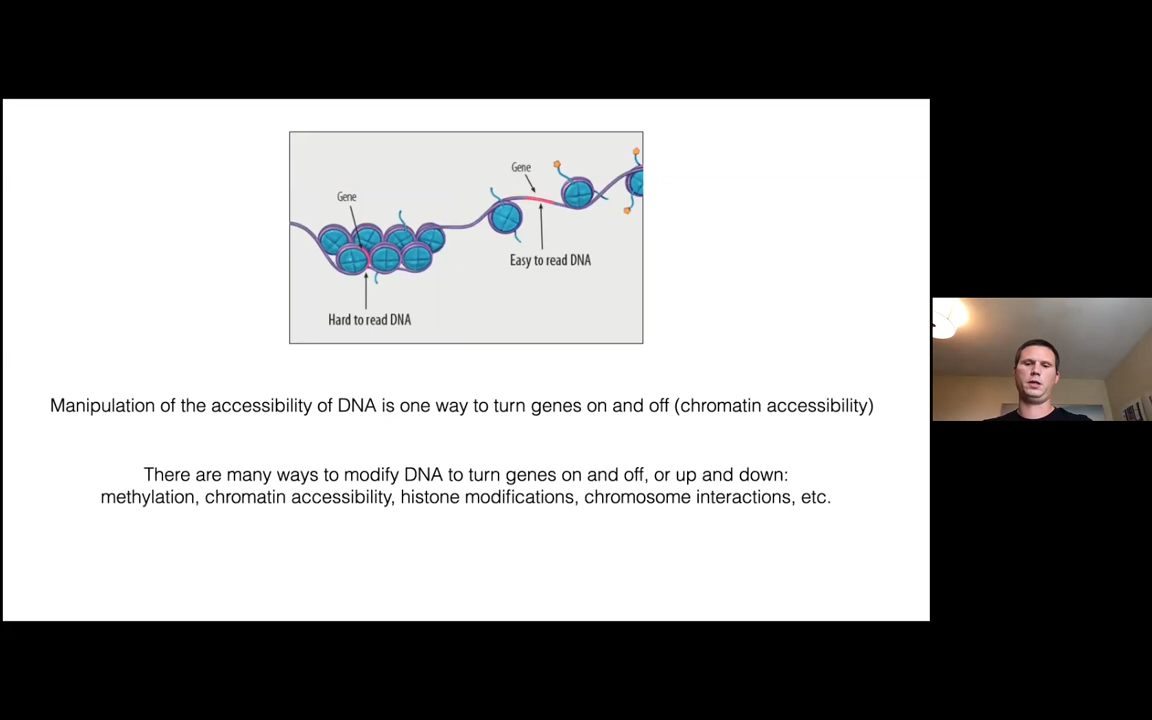 Gene
Gene
Easy to read DNA
Hard to read DNA
Manipulation of the accessibility of DNA is one way to turn genes on and off (chromatin accessibility)
There are many ways to modify DNA to turn genes on and off, or up and down:
methylation, chromatin accessibility, histone modifications, chromosome interactions, etc.